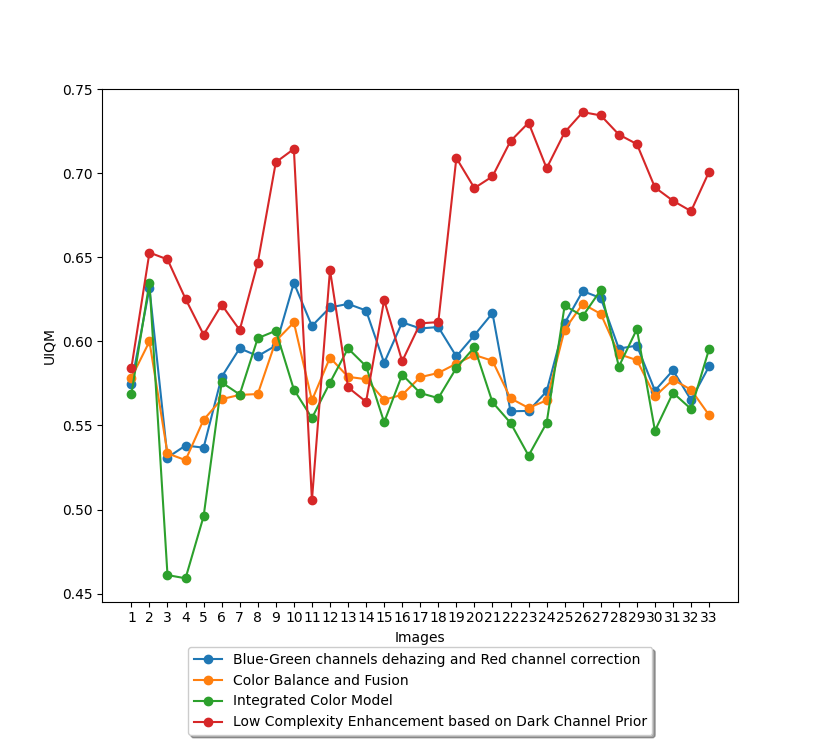 0.75
0.70
0.65
0.60
0.55
0.50
0.45
UIQM
1 2 3 4 5 6 7 8 9 10 11 12 13 14 15 16 17 18 19 20 21 22 23 24 25 26 27 28 29 30 31 32 33
Images
Blue-Green channels dehazing and Red channel correction
Color Balance and Fusion
Integrated Color Model
Low Complexity Enhancement based on Dark Channel Prior